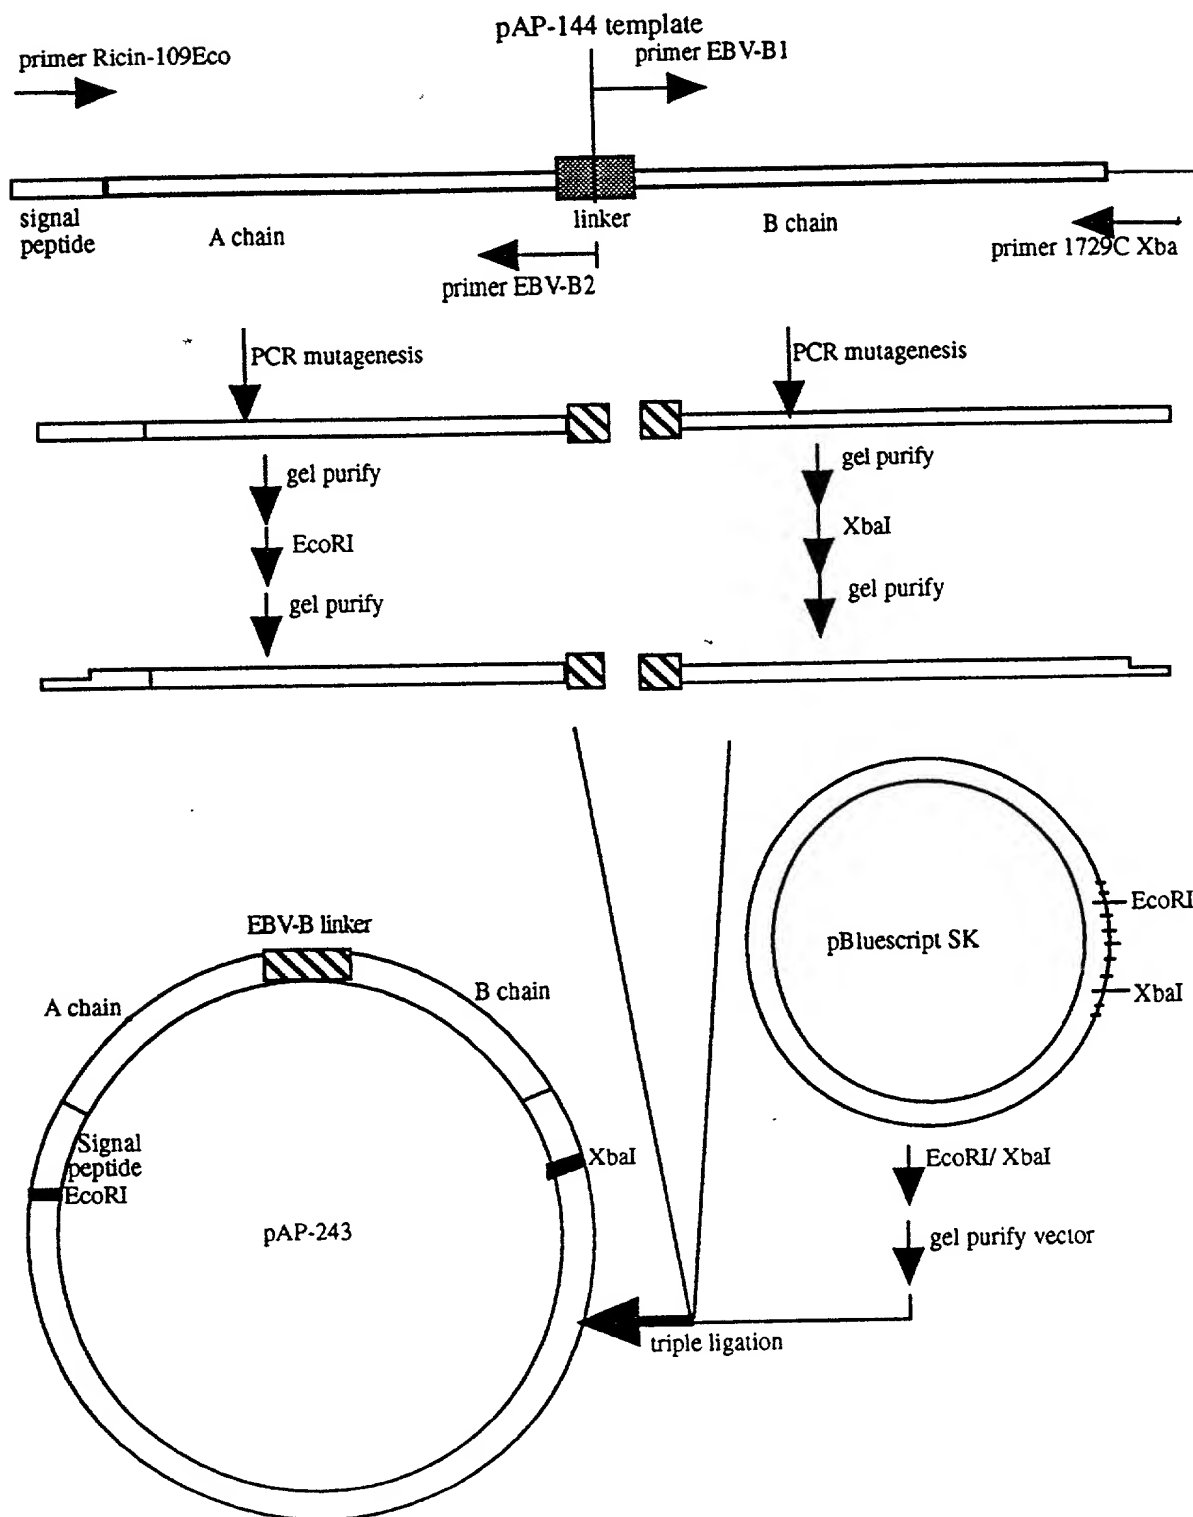 pAP-144 template
primer Ricin-109Eco
primer EBV-B1
signal
peptide
A chain
linker
B chain
primer EBV-B2
primer 1729C Xba
PCR mutagenesis
PCR mutagenesis
gel purify
gel purify
EcoRI
XbaI
gel purify
gel purify
EcoRI
pBluescript SK
XbaI
EBV-B linker
A chain
B chain
Signal
peptide
EcoRI
XbaI
pAP-243
EcoRI/ XbaI
gel purify vector
triple ligation